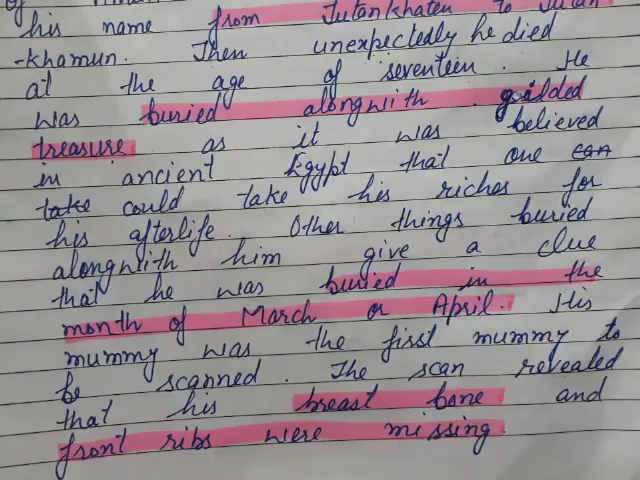 of
his name from Tutankhaten to Tutan
-khamun. Then unexpectedly he died
at the age of seventeen. He
was buried alongwith gilded
treasure as it was believed
in ancient Egypt that one can
take could take his riches for
his afterlife. Other things buried
alongwith him give a clue
that he was buried in the
month of March or April. His
mummy was the first mummy to
be scanned. The scan revealed
that his breast bone and
front ribs were missing.